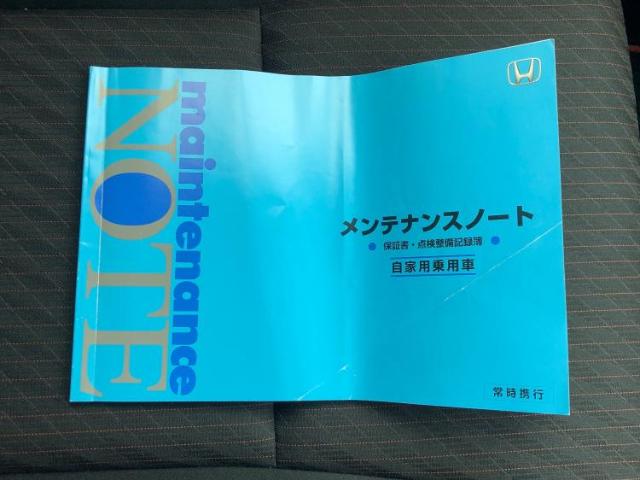 maintenance
NOTE
メンテナンスノート
● 保証書・点検整備記録簿 ●
自家用乗用車
常時携行